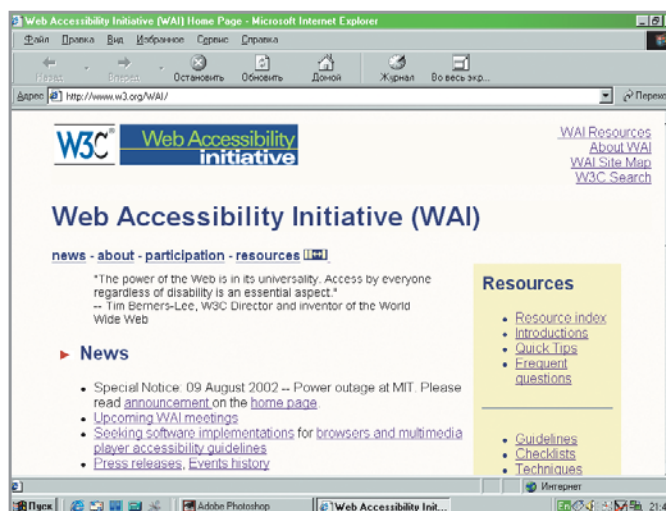 Web Accessibility Initiative (WAI) Home Page - Microsoft Internet Explorer
Файл Правка Вид Избранное Сервис Справка
Назад Вперед Остановить Обновить Домой Журнал Во весь экр...
Адрес http://www.w3.org/WAI/ Перехо
W3C Web Accessibility initiative
WAI Resources
About WAI
WAI Site Map
W3C Search
Web Accessibility Initiative (WAI)
news - about - participation - resources
"The power of the Web is in its universality. Access by everyone
regardless of disability is an essential aspect."
-- Tim Berners-Lee, W3C Director and inventor of the World
Wide Web
News
• Special Notice: 09 August 2002 -- Power outage at MIT. Please
read announcement on the home page.
• Upcoming WAI meetings
• Seeking software implementations for browsers and multimedia
player accessibility guidelines
• Press releases, Events history
Resources
• Resource index
• Introductions
• Quick Tips
• Frequent
questions
• Guidelines
• Checklists
• Techniques
Интернет
Пуск Adobe Photoshop Web Accessibility Init...